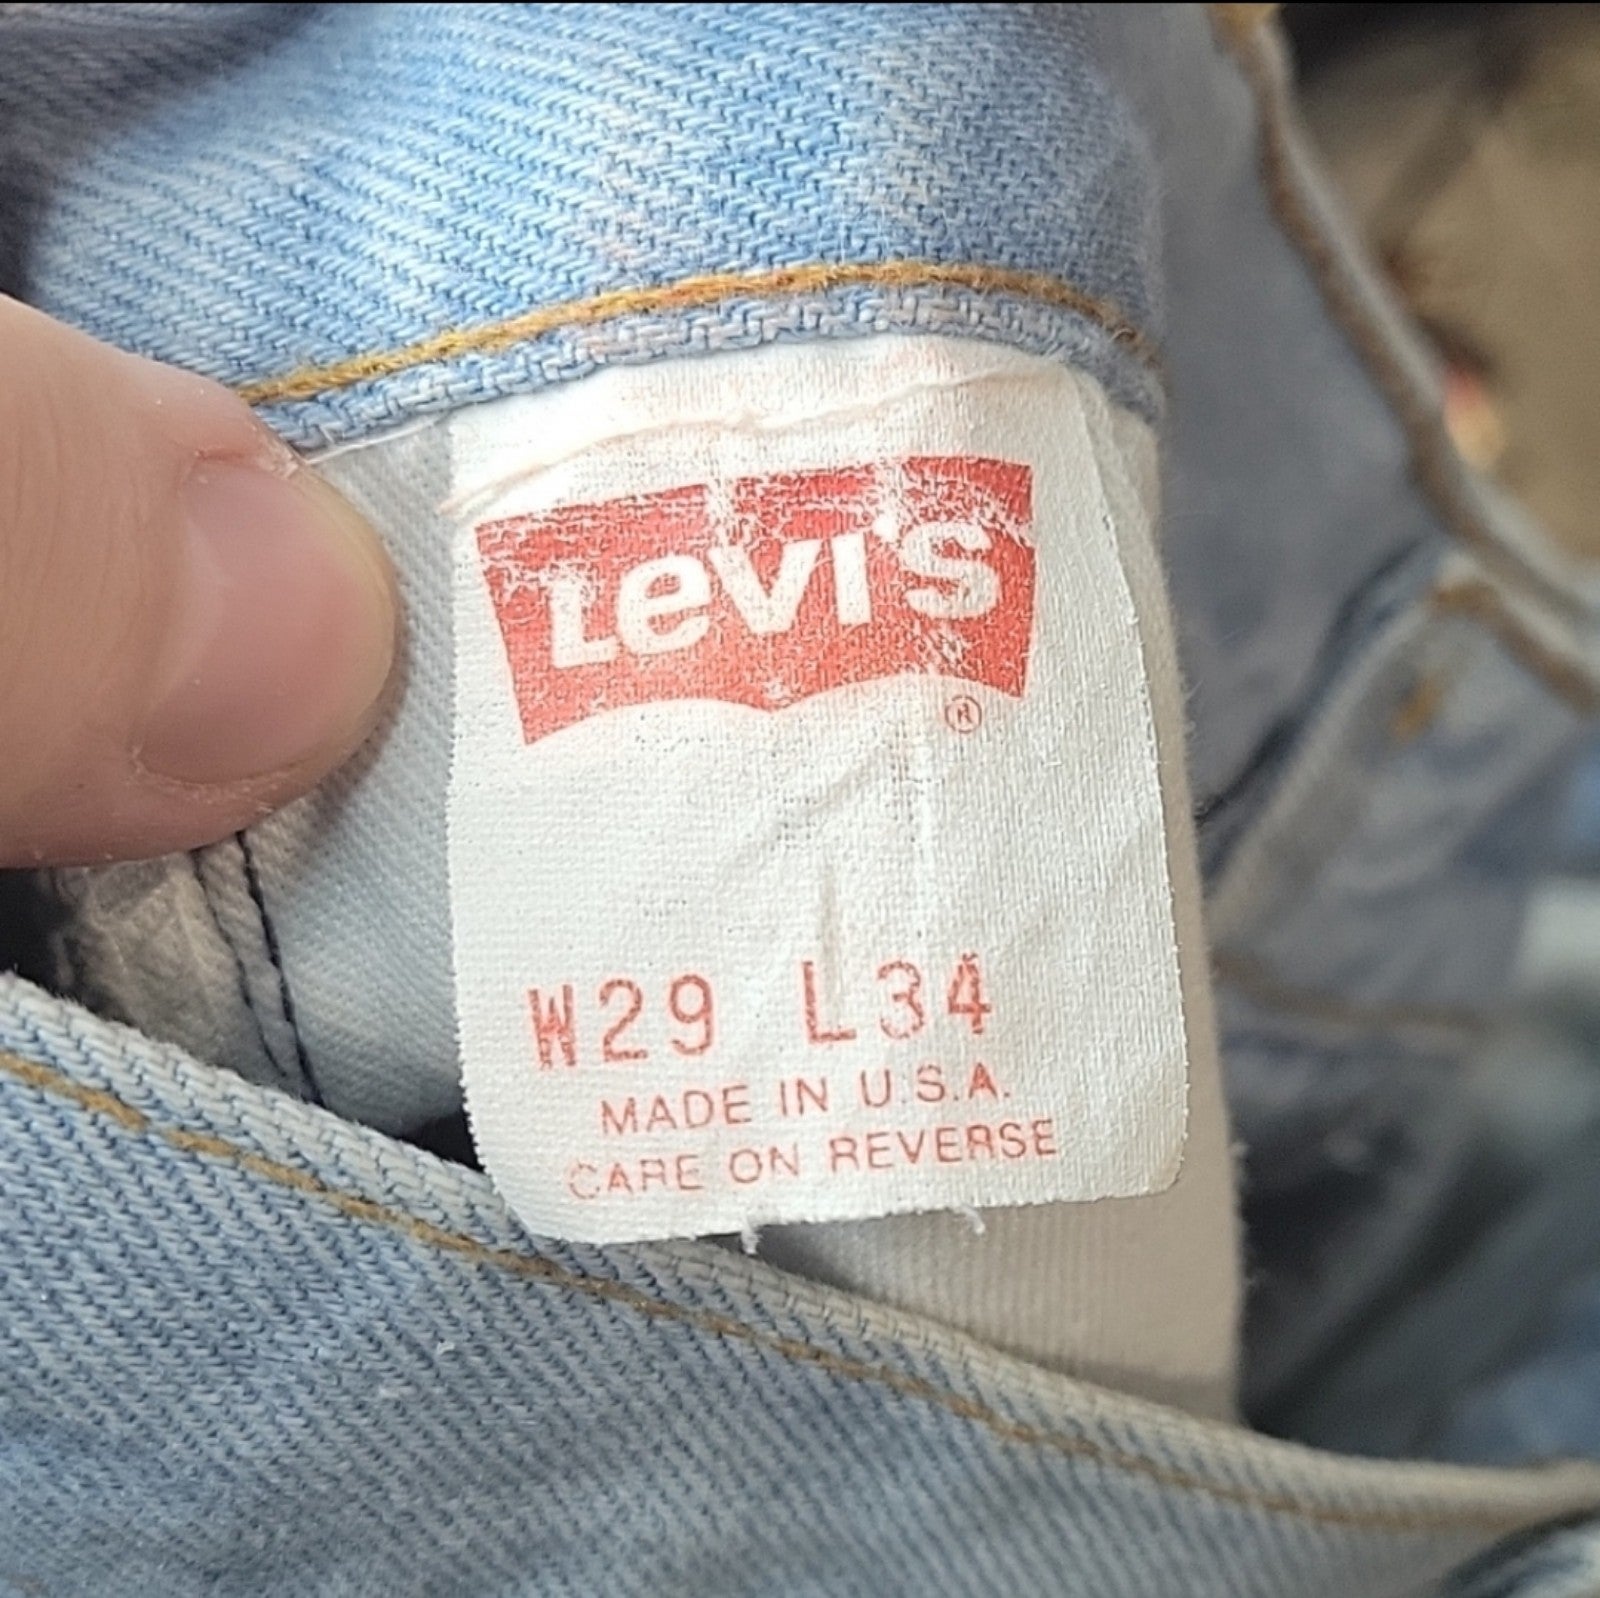 Levi's
®
W29 L34
MADE IN U.S.A.
CARE ON REVERSE